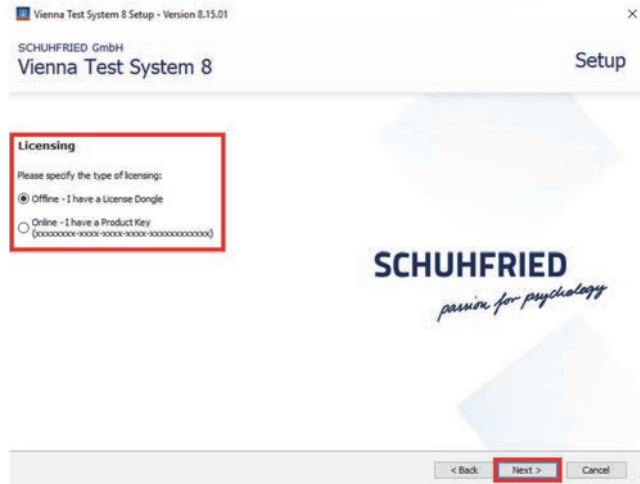 Vienna Test System 8 Setup - Version 8.15.01
SCHUHFRIED GmbH
Vienna Test System 8
Setup
Licensing
Please specify the type of licensing:
Offline - I have a License Dongle
Online - I have a Product Key
(xxxxxxxx-xxxx-xxxx-xxxx-xxxxxxxxxxxx)
SCHUHFRIED
passion for psychology
< Back
Next >
Cancel